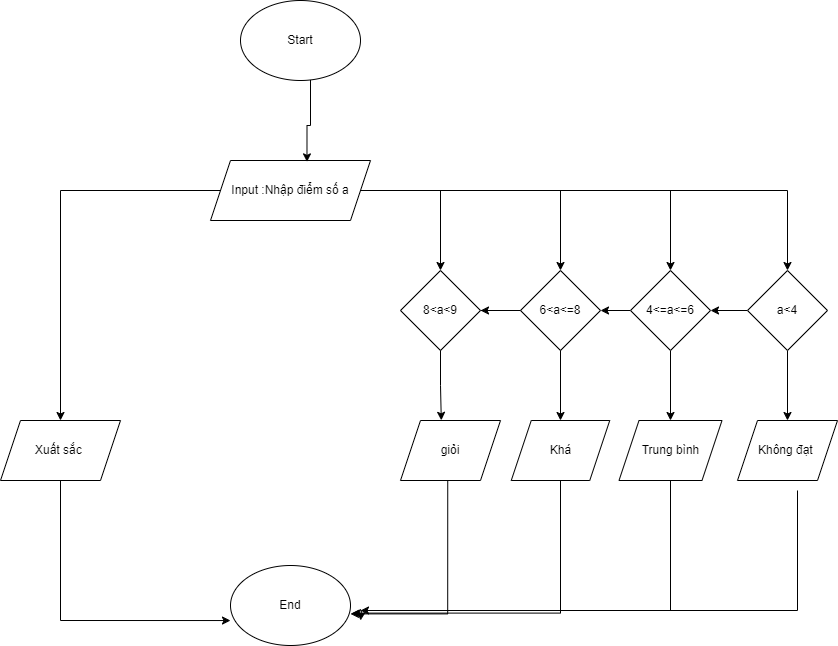 Start
Input :Nhập điểm số a
8<a<9
6<a<=8
4<=a<=6
a<4
Xuất sắc
giỏi
Khá
Trung bình
Không đạt
End